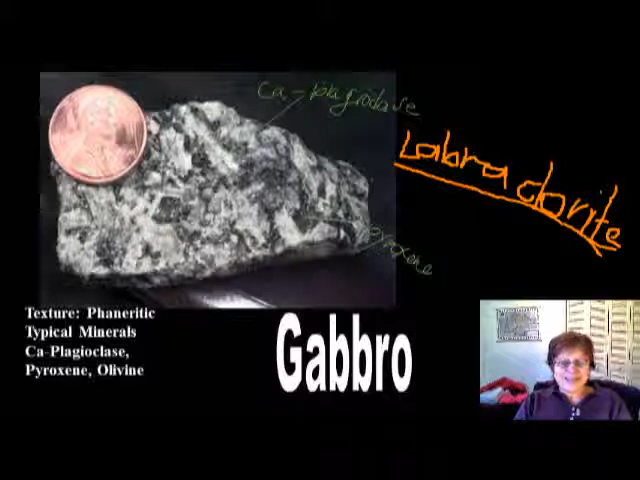 Ca-plagioclase
Labradorite
pyroxene
Texture: Phaneritic
Typical Minerals
Ca-Plagioclase,
Pyroxene, Olivine
Gabbro